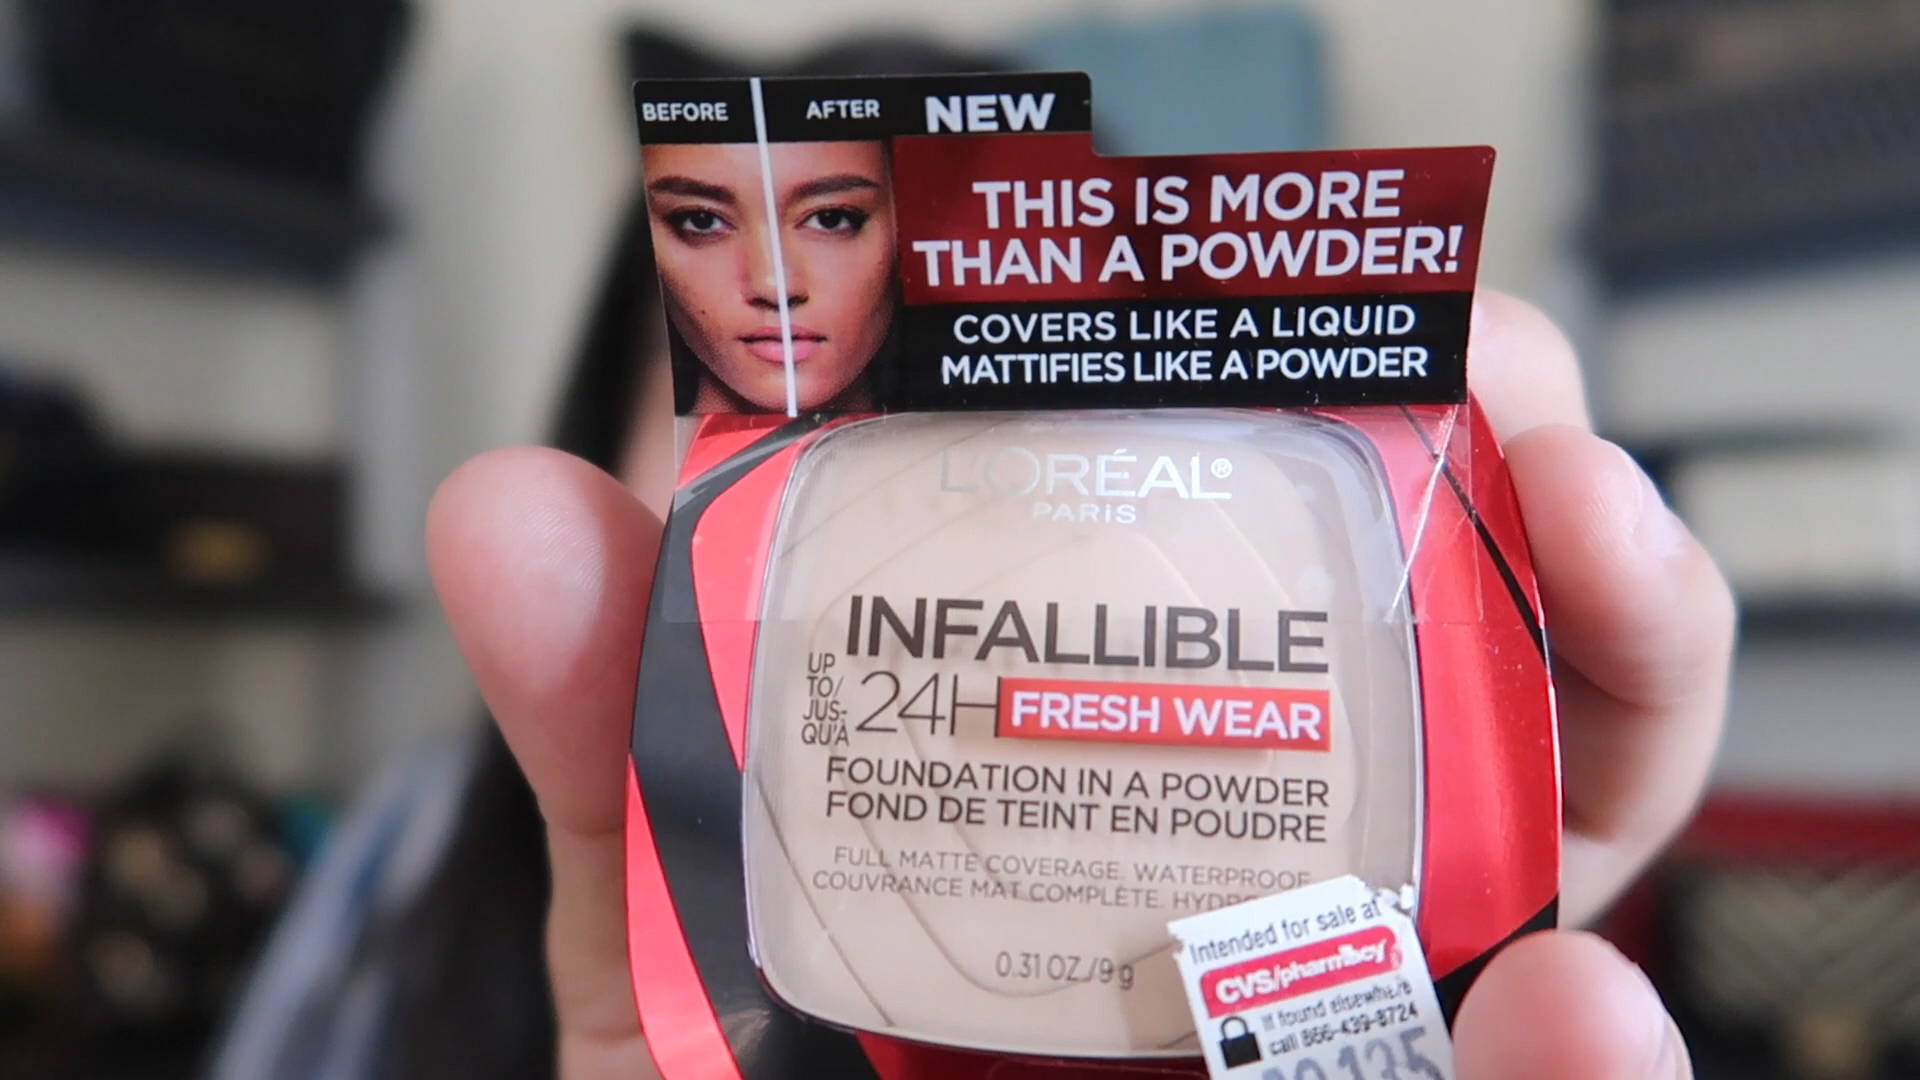 BEFORE AFTER NEW
THIS IS MORE
THAN A POWDER!
COVERS LIKE A LIQUID
MATTIFIES LIKE A POWDER
L'ORÉAL®
PARIS
INFALLIBLE
UP
TO/
JUS-
QU'À
24H FRESH WEAR
FOUNDATION IN A POWDER
FOND DE TEINT EN POUDRE
FULL MATTE COVERAGE. WATERPROOF
COUVRANCE MAT COMPLÈTE.
0.31 OZ./9 g
Intended for sale at
CVS/pharmacy
If found elsewhere
call 866-439-8724